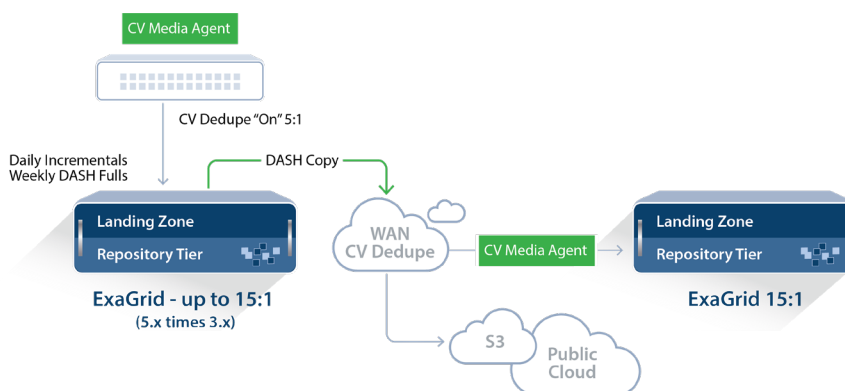 CV Media Agent
CV Dedupe “On” 5:1
Daily Incrementals
Weekly DASH Fulls
DASH Copy
Landing Zone
Repository Tier
ExaGrid - up to 15:1
(5.x times 3.x)
WAN
CV Dedupe
CV Media Agent
Landing Zone
Repository Tier
ExaGrid 15:1
S3
Public
Cloud